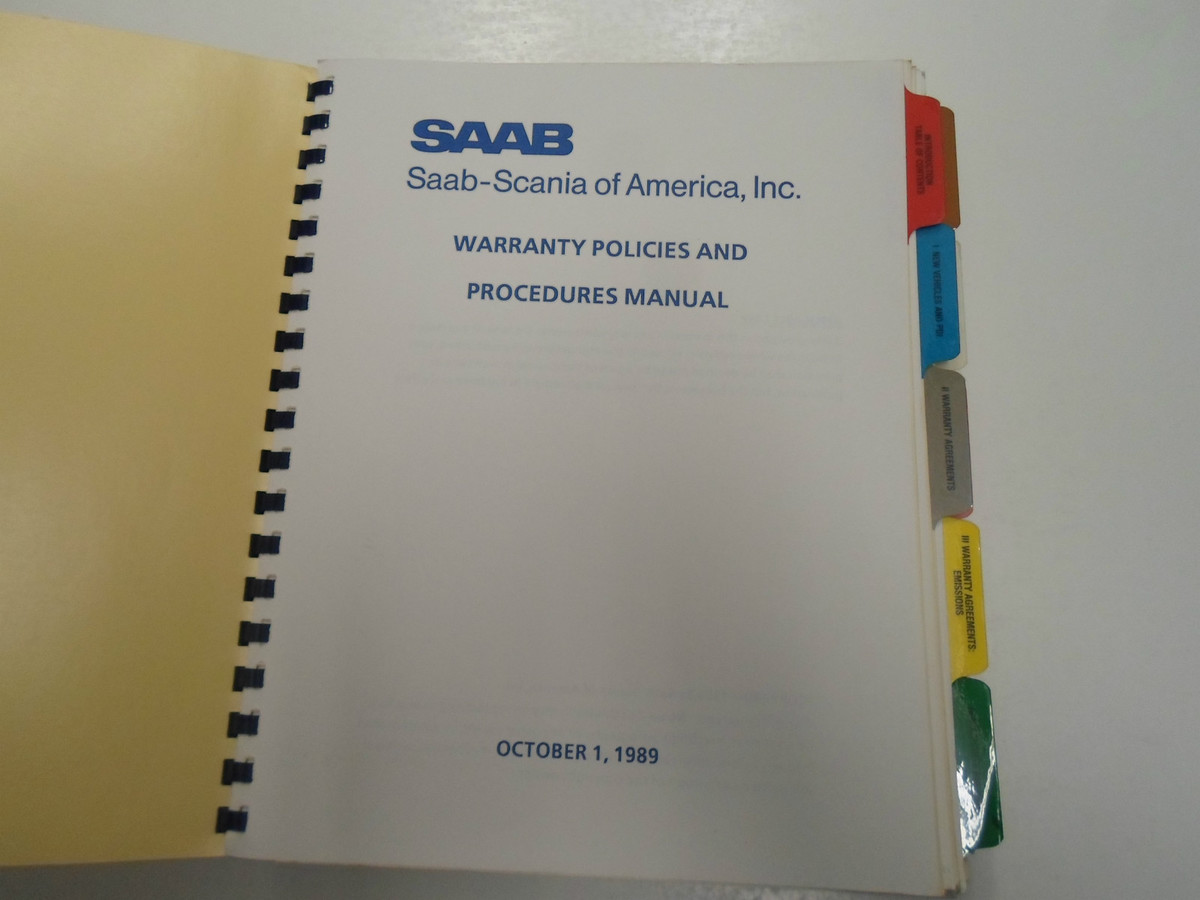 SAAB
Saab-Scania of America, Inc.
WARRANTY POLICIES AND
PROCEDURES MANUAL
OCTOBER 1, 1989
INTRODUCTION
TABLE OF CONTENTS
I NEW VEHICLES AND PDI
II WARRANTY AGREEMENTS
III WARRANTY AGREEMENTS:
EMISSIONS